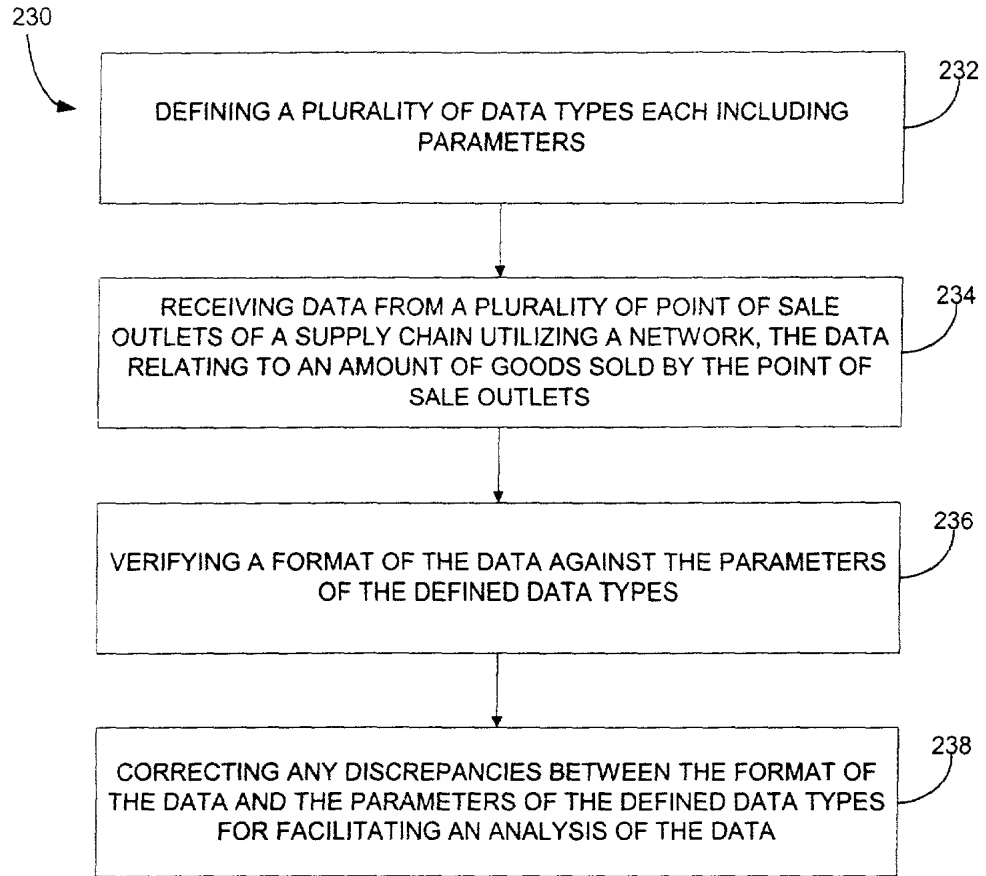 230
232
DEFINING A PLURALITY OF DATA TYPES EACH INCLUDING
PARAMETERS
234
RECEIVING DATA FROM A PLURALITY OF POINT OF SALE
OUTLETS OF A SUPPLY CHAIN UTILIZING A NETWORK, THE DATA
RELATING TO AN AMOUNT OF GOODS SOLD BY THE POINT OF
SALE OUTLETS
236
VERIFYING A FORMAT OF THE DATA AGAINST THE PARAMETERS
OF THE DEFINED DATA TYPES
238
CORRECTING ANY DISCREPANCIES BETWEEN THE FORMAT OF
THE DATA AND THE PARAMETERS OF THE DEFINED DATA TYPES
FOR FACILITATING AN ANALYSIS OF THE DATA